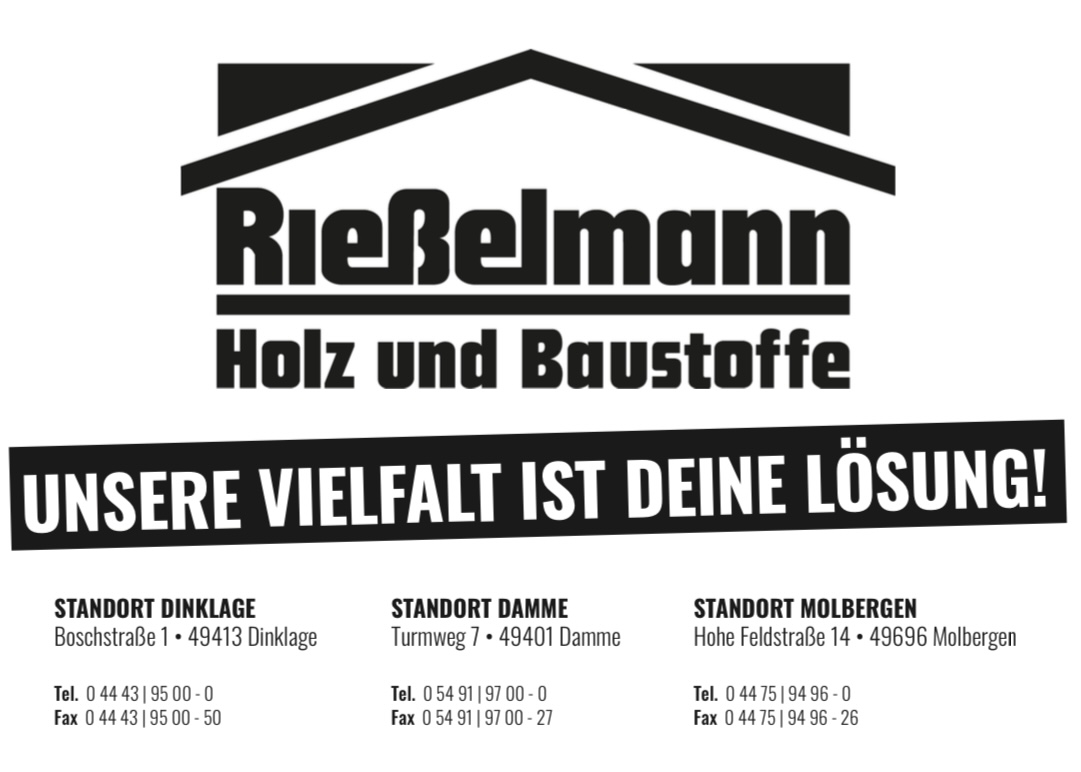 Rießelmann
Holz und Baustoffe
UNSERE VIELFALT IST DEINE LÖSUNG!
STANDORT DINKLAGE
Boschstraße 1 • 49413 Dinklage
Tel. 0 44 43 | 95 00 - 0
Fax 0 44 43 | 95 00 - 50
STANDORT DAMME
Turmweg 7 • 49401 Damme
Tel. 0 54 91 | 97 00 - 0
Fax 0 54 91 | 97 00 - 27
STANDORT MOLBERGEN
Hohe Feldstraße 14 • 49696 Molbergen
Tel. 0 44 75 | 94 96 - 0
Fax 0 44 75 | 94 96 - 26